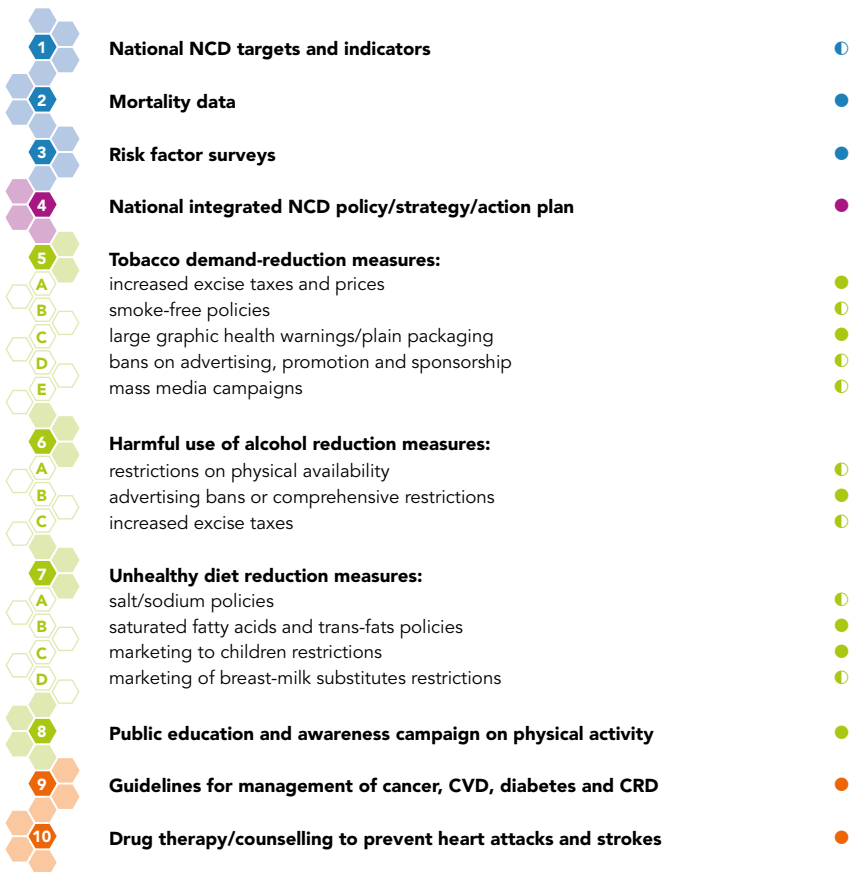 1 National NCD targets and indicators ◐
2 Mortality data ●
3 Risk factor surveys ●
4 National integrated NCD policy/strategy/action plan ●
5 Tobacco demand-reduction measures:
A increased excise taxes and prices ●
B smoke-free policies ◐
C large graphic health warnings/plain packaging ●
D bans on advertising, promotion and sponsorship ◐
E mass media campaigns ◐
6 Harmful use of alcohol reduction measures:
A restrictions on physical availability ◐
B advertising bans or comprehensive restrictions ●
C increased excise taxes ◐
7 Unhealthy diet reduction measures:
A salt/sodium policies ◐
B saturated fatty acids and trans-fats policies ●
C marketing to children restrictions ●
D marketing of breast-milk substitutes restrictions ◐
8 Public education and awareness campaign on physical activity ●
9 Guidelines for management of cancer, CVD, diabetes and CRD ●
10 Drug therapy/counselling to prevent heart attacks and strokes ●